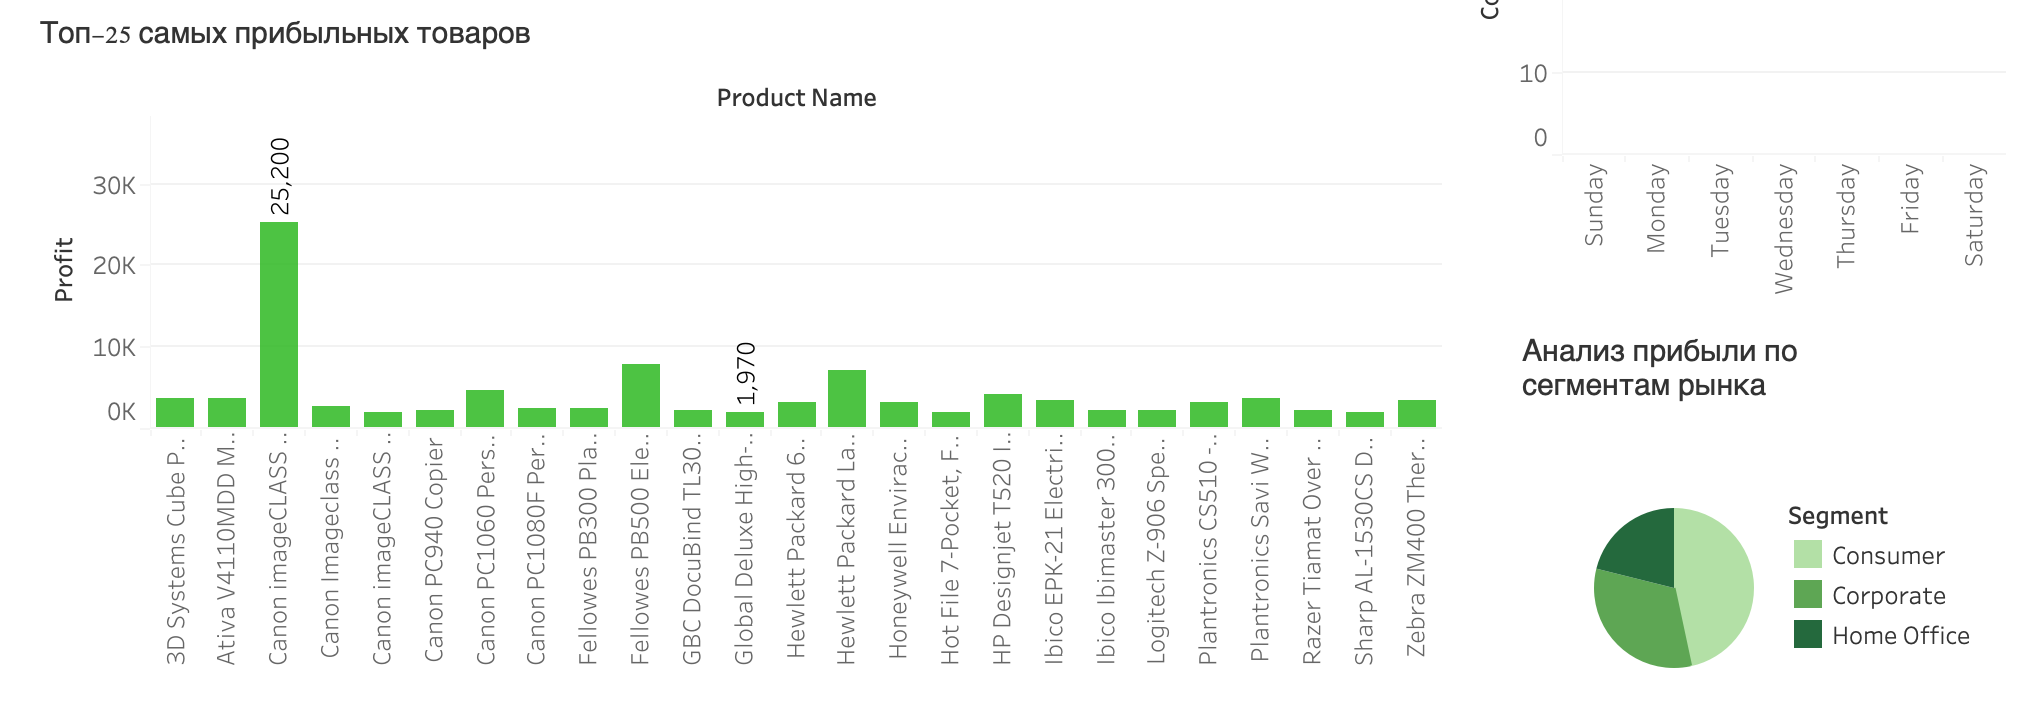 Топ-25 самых прибыльных товаров
Product Name
Profit
30K
20K
10K
0K
25,200
1,970
3D Systems Cube P..
Ativa V4110MDD M..
Canon imageCLASS ..
Canon Imageclass ..
Canon imageCLASS ..
Canon PC940 Copier
Canon PC1060 Pers..
Canon PC1080F Per..
Fellowes PB300 Pla..
Fellowes PB500 Ele..
GBC DocuBind TL30..
Global Deluxe High-..
Hewlett Packard 6..
Hewlett Packard La..
Honeywell Envirac..
Hot File 7-Pocket, F..
HP Designjet T520 I..
Ibico EPK-21 Electri..
Ibico Ibimaster 300..
Logitech Z-906 Spe..
Plantronics CS510 -..
Plantronics Savi W..
Razer Tiamat Over ..
Sharp AL-1530CS D..
Zebra ZM400 Ther..
10
0
Sunday
Monday
Tuesday
Wednesday
Thursday
Friday
Saturday
Анализ прибыли по
сегментам рынка
Segment
Consumer
Corporate
Home Office